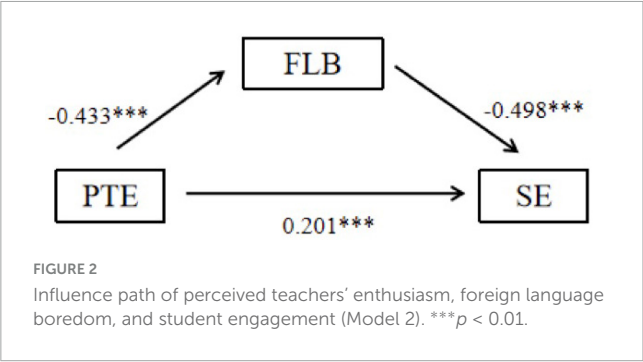 FLB
-0.433***
-0.498***
PTE
SE
0.201***
FIGURE 2
Influence path of perceived teachers’ enthusiasm, foreign language
boredom, and student engagement (Model 2). ***p < 0.01.